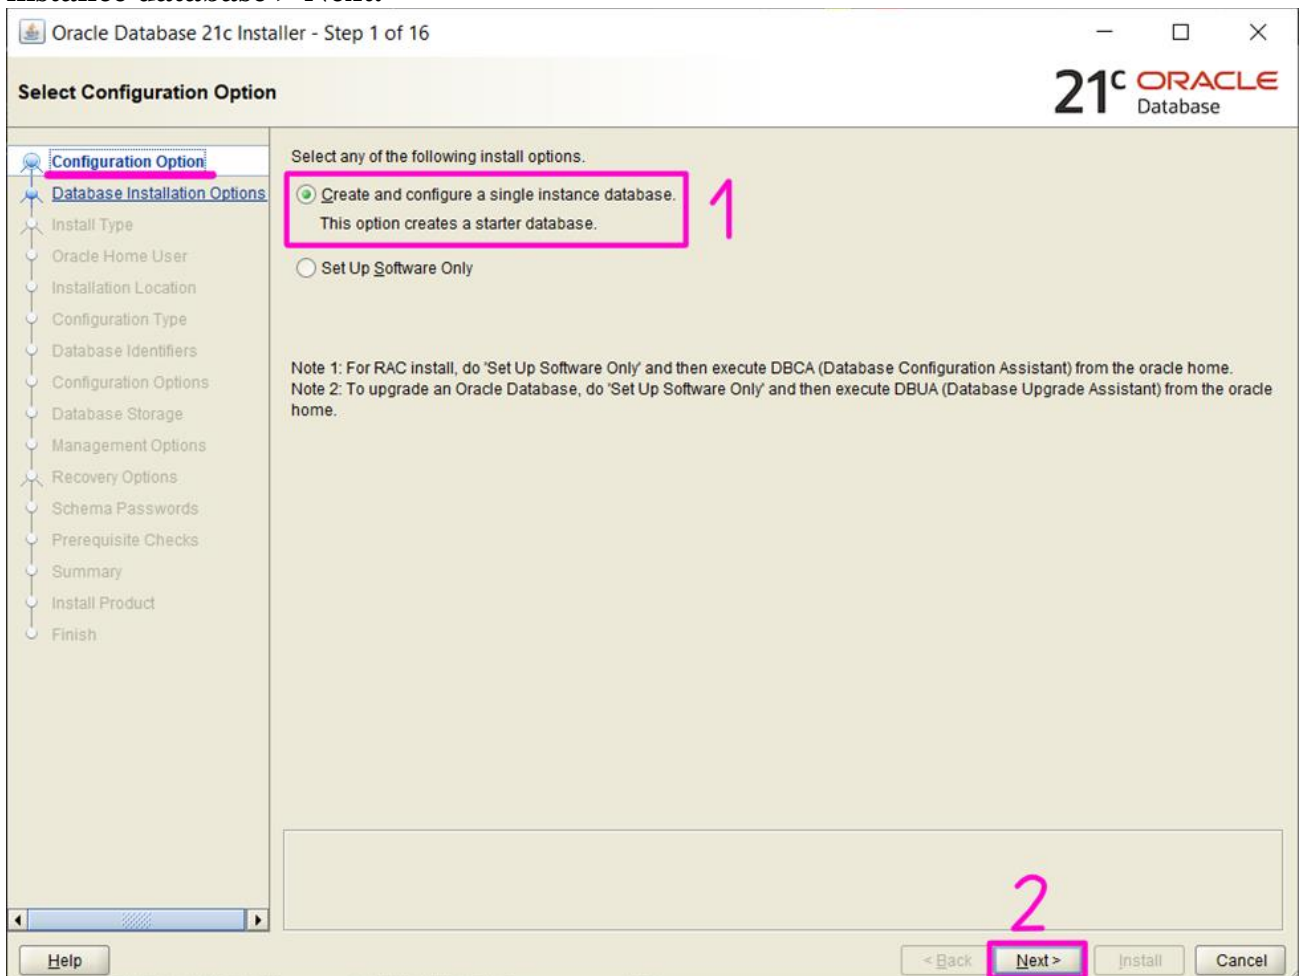 instance database > Next
Oracle Database 21c Installer - Step 1 of 16
Select Configuration Option
21c ORACLE
Database
Configuration Option
Database Installation Options
Install Type
Oracle Home User
Installation Location
Configuration Type
Database Identifiers
Configuration Options
Database Storage
Management Options
Recovery Options
Schema Passwords
Prerequisite Checks
Summary
Install Product
Finish
Select any of the following install options.
Create and configure a single instance database.
This option creates a starter database.
1
Set Up Software Only
Note 1: For RAC install, do 'Set Up Software Only' and then execute DBCA (Database Configuration Assistant) from the oracle home.
Note 2: To upgrade an Oracle Database, do 'Set Up Software Only' and then execute DBUA (Database Upgrade Assistant) from the oracle
home.
2
Help
< Back
Next >
Install
Cancel